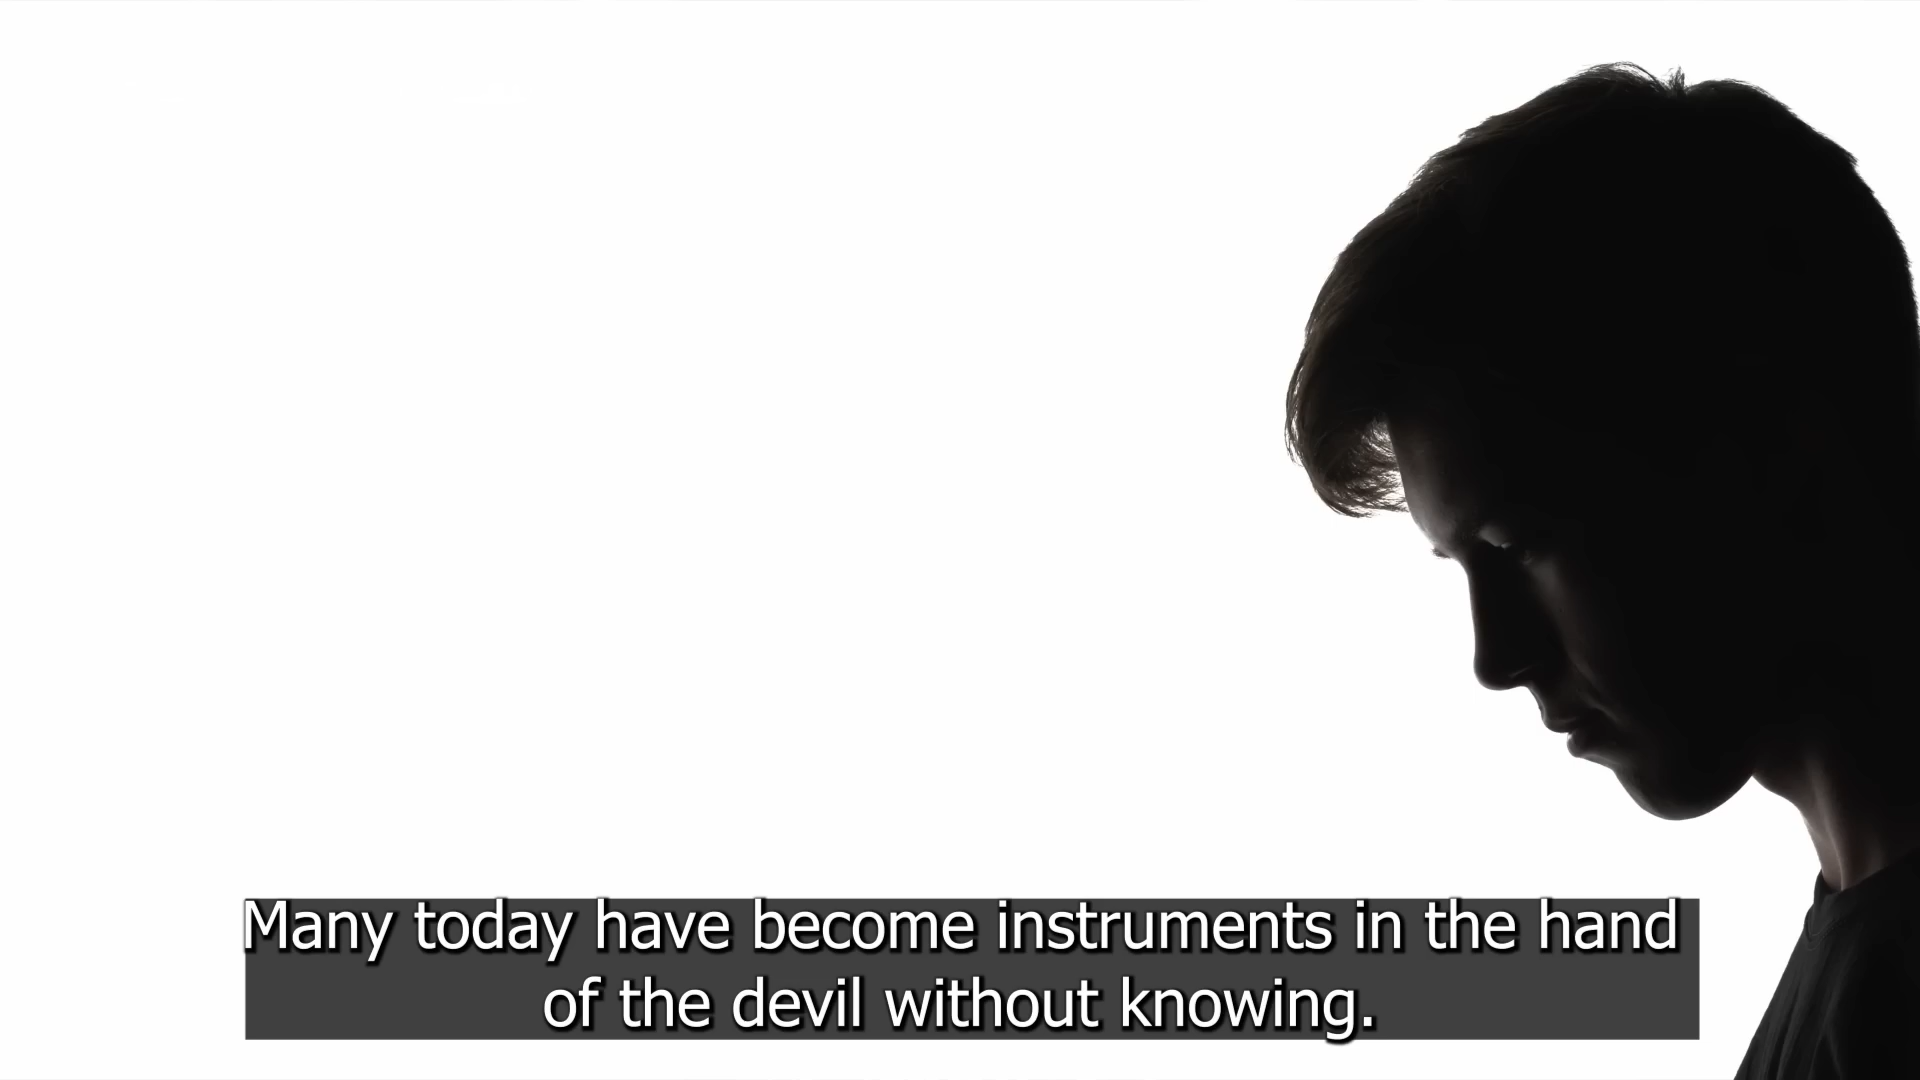 Many today have become instruments in the hand
of the devil without knowing.